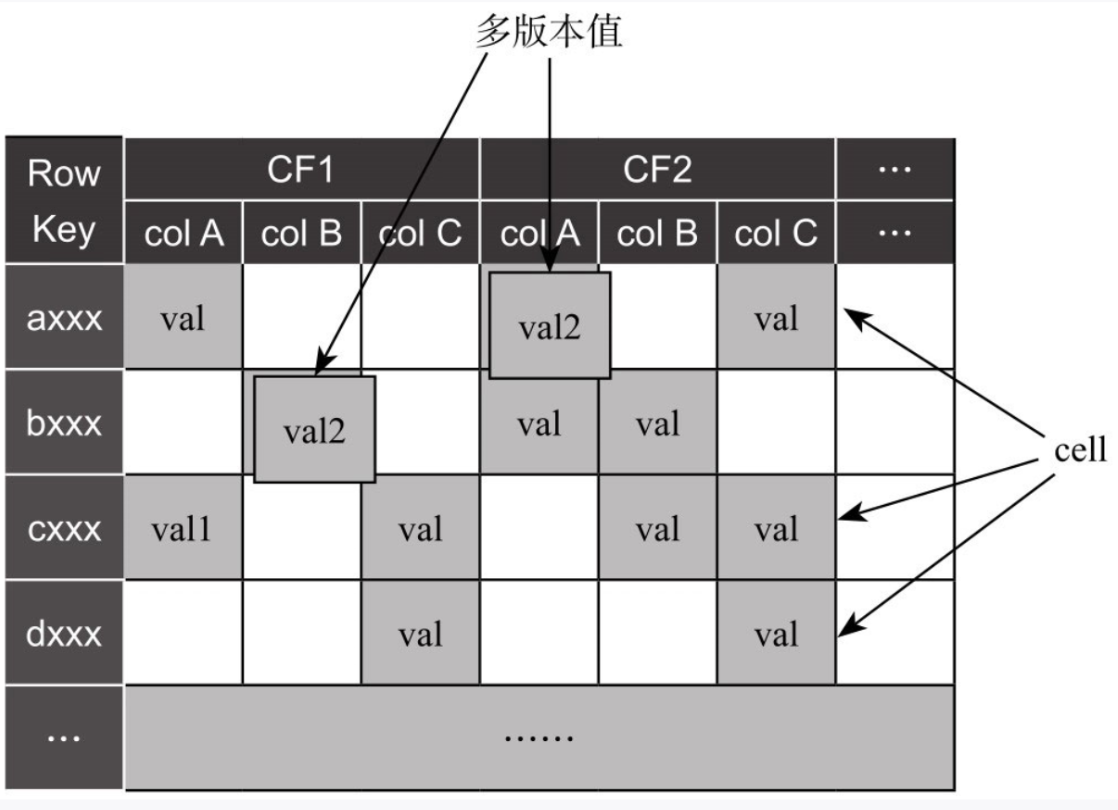 多版本值
Row Key CF1 CF2 ...
col A col B col C col A col B col C ...
axxx val val2 val
cell
bxxx val2 val val
cxxx val1 val val val
dxxx val val
... ......